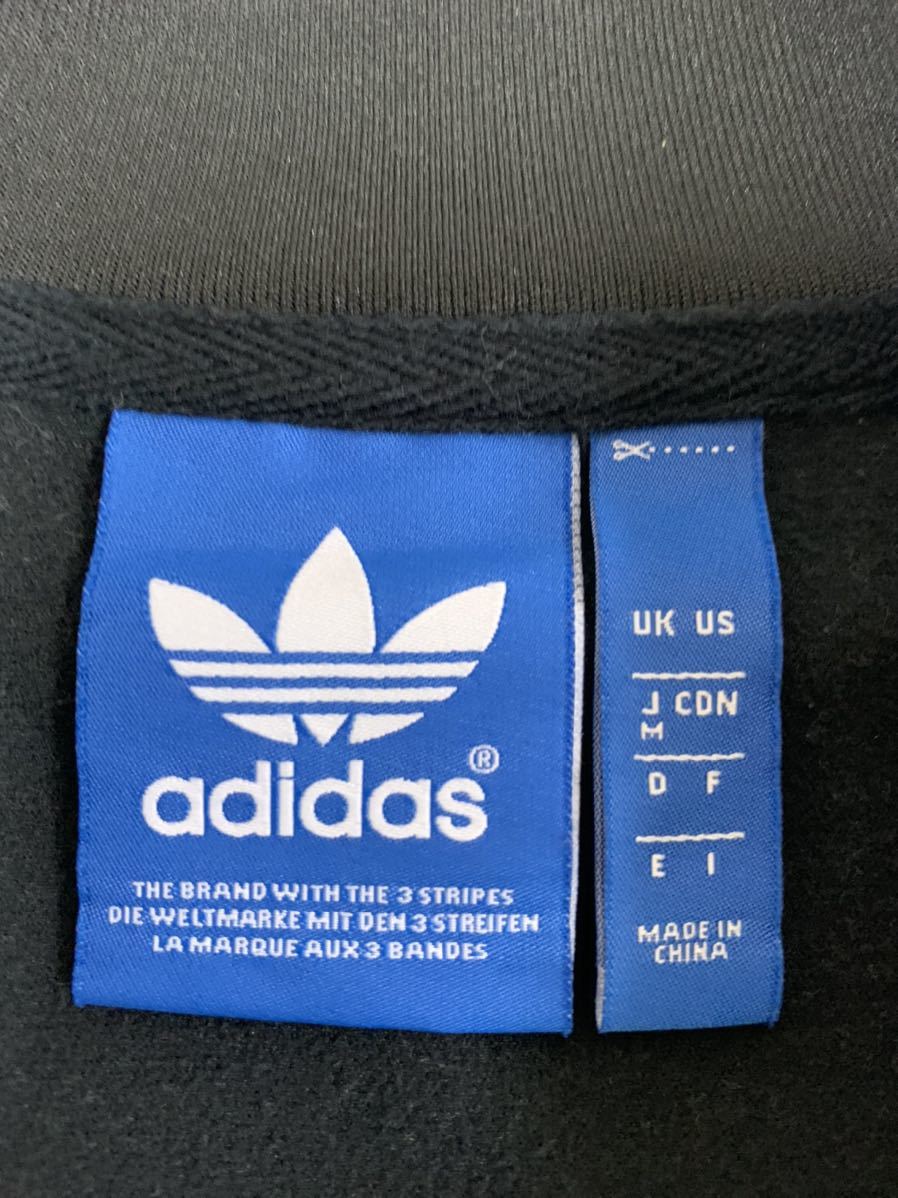 adidas®
THE BRAND WITH THE 3 STRIPES
DIE WELTMARKE MIT DEN 3 STREIFEN
LA MARQUE AUX 3 BANDES
UK US
J CDN
M
D F
E I
MADE IN
CHINA